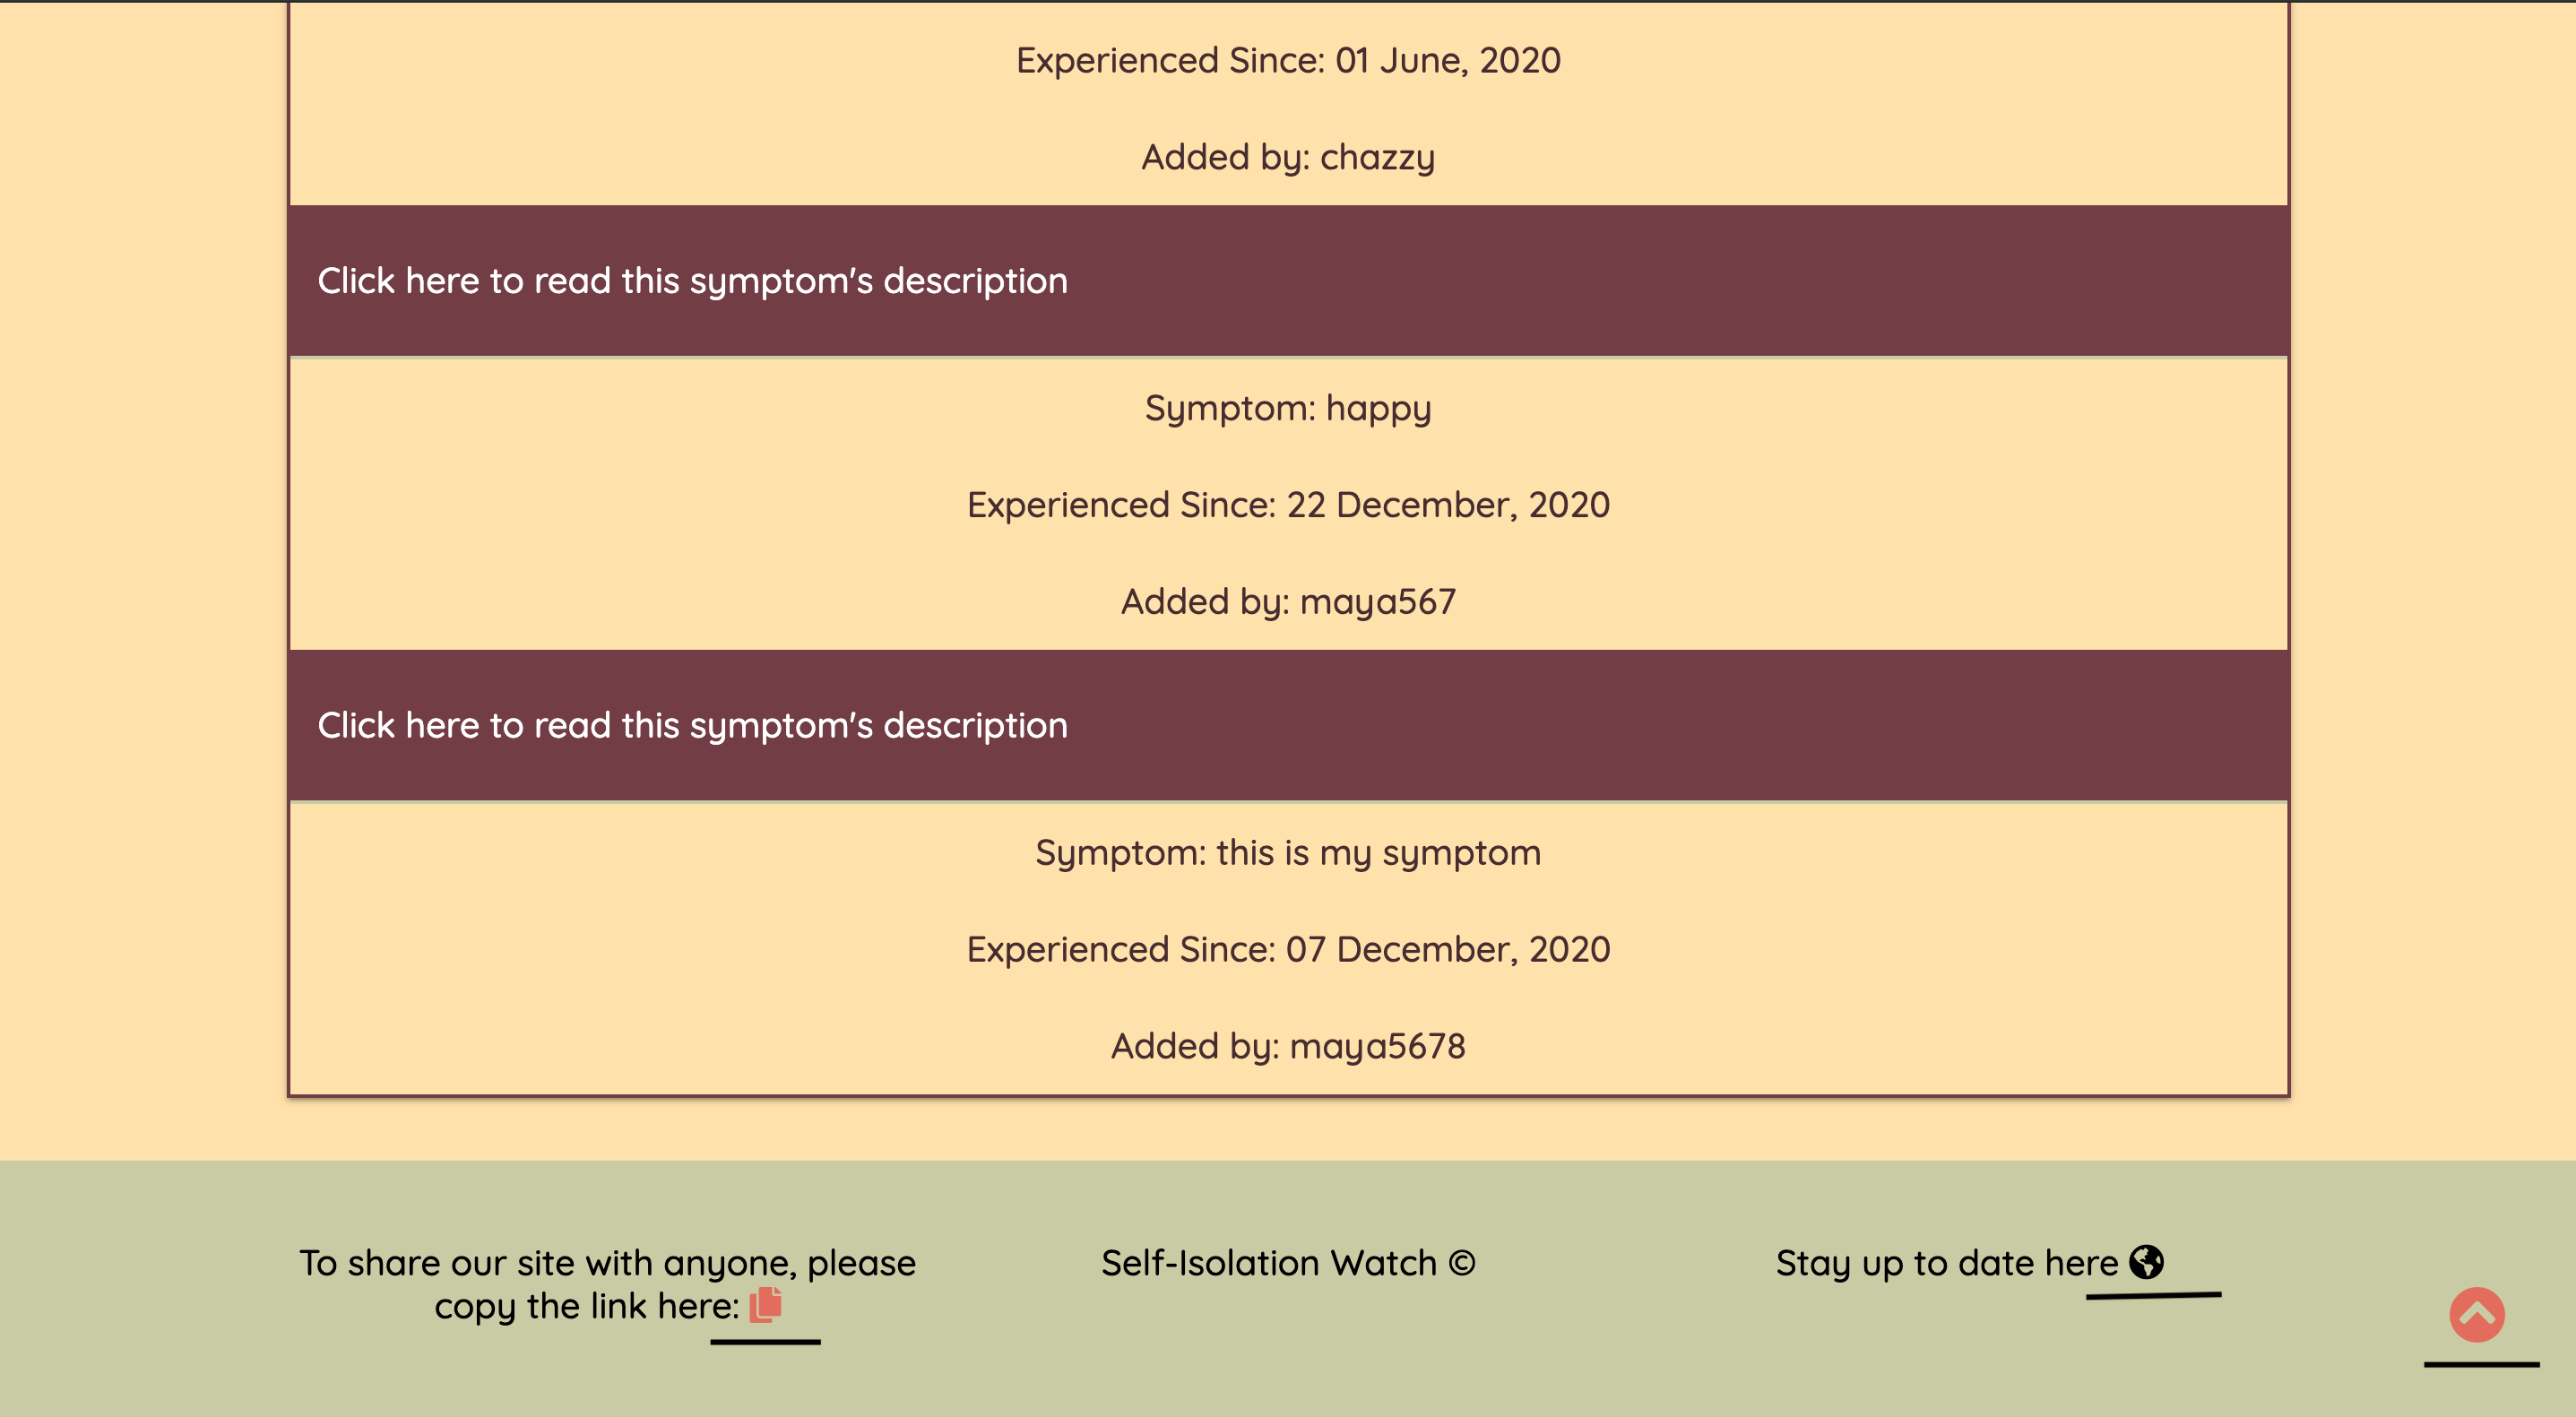 Experienced Since: 01 June, 2020
Added by: chazzy
Click here to read this symptom's description
Symptom: happy
Experienced Since: 22 December, 2020
Added by: maya567
Click here to read this symptom's description
Symptom: this is my symptom
Experienced Since: 07 December, 2020
Added by: maya5678
To share our site with anyone, please
copy the link here:
Self-Isolation Watch ©
Stay up to date here